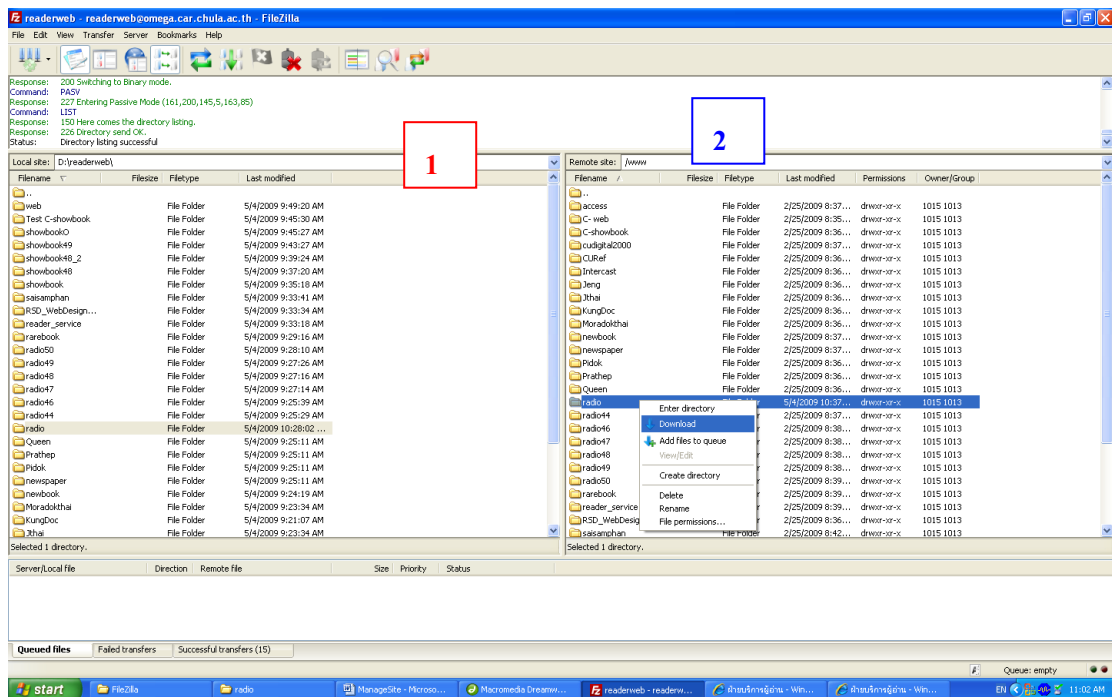 readerweb - readerweb@omega.car.chula.ac.th - FileZilla
File Edit View Transfer Server Bookmarks Help
Response: 200 Switching to Binary mode.
Command: PASV
Response: 227 Entering Passive Mode (161,200,145,5,163,85)
Command: LIST
Response: 150 Here comes the directory listing.
Response: 226 Directory send OK.
Status: Directory listing successful
1
2
Local site: D:\readerweb\
Filename Filesize Filetype Last modified
..
web File Folder 5/4/2009 9:49:20 AM
Test C-showbook File Folder 5/4/2009 9:45:30 AM
showbookO File Folder 5/4/2009 9:45:27 AM
showbook49 File Folder 5/4/2009 9:43:27 AM
showbook48_2 File Folder 5/4/2009 9:39:24 AM
showbook48 File Folder 5/4/2009 9:37:20 AM
showbook File Folder 5/4/2009 9:35:18 AM
saisamphan File Folder 5/4/2009 9:33:41 AM
RSD_WebDesign... File Folder 5/4/2009 9:33:34 AM
reader_service File Folder 5/4/2009 9:33:18 AM
rarebook File Folder 5/4/2009 9:29:16 AM
radio50 File Folder 5/4/2009 9:28:10 AM
radio49 File Folder 5/4/2009 9:27:26 AM
radio48 File Folder 5/4/2009 9:27:16 AM
radio47 File Folder 5/4/2009 9:27:14 AM
radio46 File Folder 5/4/2009 9:25:39 AM
radio44 File Folder 5/4/2009 9:25:29 AM
radio File Folder 5/4/2009 10:28:02 ...
Queen File Folder 5/4/2009 9:25:11 AM
Prathep File Folder 5/4/2009 9:25:11 AM
Pidok File Folder 5/4/2009 9:25:11 AM
newspaper File Folder 5/4/2009 9:25:11 AM
newbook File Folder 5/4/2009 9:24:19 AM
Moradokthai File Folder 5/4/2009 9:23:34 AM
KungDoc File Folder 5/4/2009 9:21:07 AM
Jthai File Folder 5/4/2009 9:23:34 AM
Selected 1 directory.
Remote site: /www
Filename Filesize Filetype Last modified Permissions Owner/Group
..
access File Folder 2/25/2009 8:37... drwxr-xr-x 1015 1013
C- web File Folder 2/25/2009 8:35... drwxr-xr-x 1015 1013
C-showbook File Folder 2/25/2009 8:36... drwxr-xr-x 1015 1013
cudigital2000 File Folder 2/25/2009 8:37... drwxr-xr-x 1015 1013
CURef File Folder 2/25/2009 8:36... drwxr-xr-x 1015 1013
Intercast File Folder 2/25/2009 8:36... drwxr-xr-x 1015 1013
Jeng File Folder 2/25/2009 8:36... drwxr-xr-x 1015 1013
Jthai File Folder 2/25/2009 8:36... drwxr-xr-x 1015 1013
KungDoc File Folder 2/25/2009 8:36... drwxr-xr-x 1015 1013
Moradokthai File Folder 2/25/2009 8:36... drwxr-xr-x 1015 1013
newbook File Folder 2/25/2009 8:37... drwxr-xr-x 1015 1013
newspaper File Folder 2/25/2009 8:37... drwxr-xr-x 1015 1013
Pidok File Folder 2/25/2009 8:36... drwxr-xr-x 1015 1013
Prathep File Folder 2/25/2009 8:36... drwxr-xr-x 1015 1013
Queen File Folder 2/25/2009 8:36... drwxr-xr-x 1015 1013
radio 5/4/2009 10:37... drwxr-xr-x 1015 1013
radio44 2/25/2009 8:37... drwxr-xr-x 1015 1013
radio46 2/25/2009 8:38... drwxr-xr-x 1015 1013
radio47 2/25/2009 8:38... drwxr-xr-x 1015 1013
radio48 2/25/2009 8:38... drwxr-xr-x 1015 1013
radio49 2/25/2009 8:38... drwxr-xr-x 1015 1013
radio50 2/25/2009 8:39... drwxr-xr-x 1015 1013
rarebook 2/25/2009 8:39... drwxr-xr-x 1015 1013
reader_service 2/25/2009 8:39... drwxr-xr-x 1015 1013
RSD_WebDesig 2/25/2009 8:36... drwxr-xr-x 1015 1013
saisamphan File Folder 2/25/2009 8:42... drwxr-xr-x 1015 1013
Enter directory
Download
Add files to queue
View/Edit
Create directory
Delete
Rename
File permissions...
Selected 1 directory.
Server/Local file Direction Remote file Size Priority Status
Queued files Failed transfers Successful transfers (15)
Queue: empty
start FileZilla radio ManageSite - Microso... Macromedia Dreamw... readerweb - readerw... ฝ่ายบริการผู้อ่าน - Win... ฝ่ายบริการผู้อ่าน - Win... EN 11:02 AM